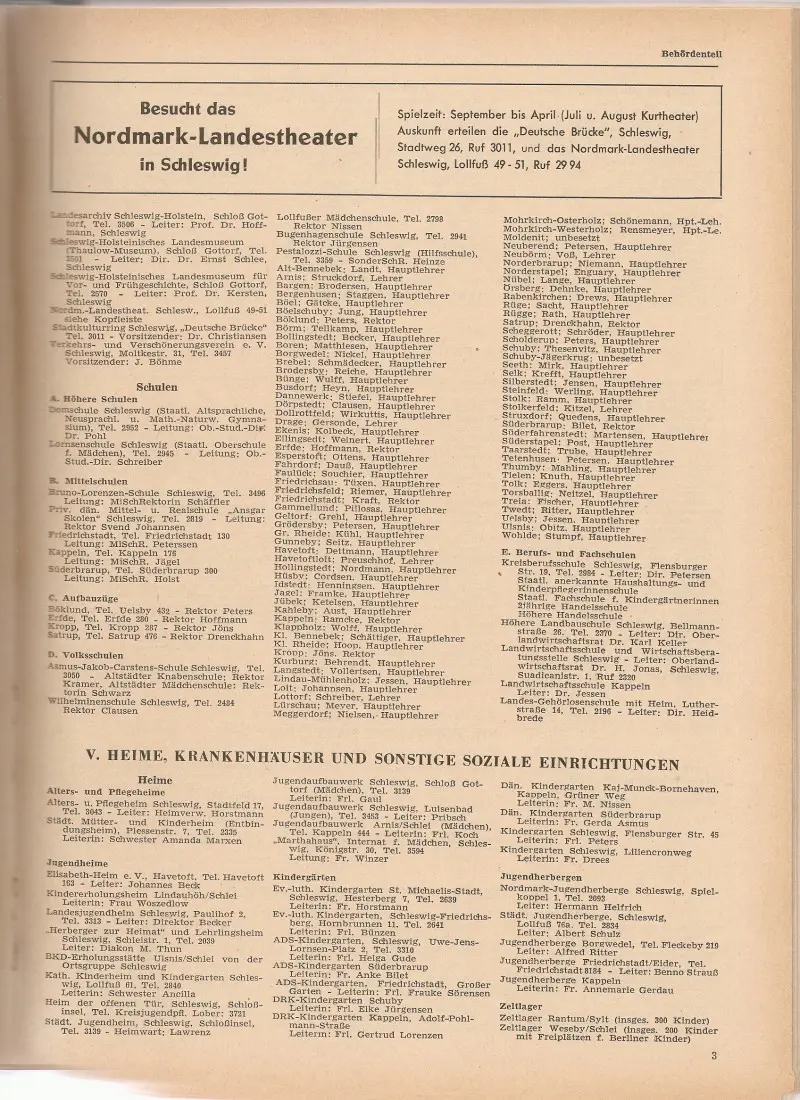 Behördenteil
Besucht das
Nordmark-Landestheater
in Schleswig!
Spielzeit: September bis April (Juli u. August Kurtheater)
Auskunft erteilen die „Deutsche Brücke", Schleswig,
Stadtweg 26, Ruf 3011, und das Nordmark-Landestheater
Schleswig, Lollfuß 49-51, Ruf 29 94
Landesarchiv Schleswig-Holstein, Schloß Got-
torf, Tel. 3506 - Leiter: Prof. Dr. Hoff-
mann, Schleswig
Schleswig-Holsteinisches Landesmuseum
(Thaulow-Museum), Schloß Gottorf, Tel.
3561 - Leiter: Dir. Dr. Ernst Schlee,
Schleswig
Schleswig-Holsteinisches Landesmuseum für
Vor- und Frühgeschichte, Schloß Gottorf,
Tel. 2570 - Leiter: Prof. Dr. Kersten,
Schleswig
Nordm.-Landestheat. Schlesw., Lollfuß 49-51
siehe Kopfleiste
Stadtkulturring Schleswig, „Deutsche Brücke"
Tel. 3011 - Vorsitzender: Dr. Christiansen
Verkehrs- und Verschönerungsverein e. V.
Schleswig, Moltkestr. 31, Tel. 3457
Vorsitzender: J. Böhme
Schulen
A. Höhere Schulen
Domschule Schleswig (Staatl. Altsprachliche,
Neusprachl. u. Math.-Naturw. Gymna-
sium), Tel. 2952 - Leitung: Ob.-Stud.-Dir.
Dr. Pohl
Lornsenschule Schleswig (Staatl. Oberschule
f. Mädchen), Tel. 2945 - Leitung; Ob.-
Stud.-Dir. Schreiber
B. Mittelschulen
Bruno-Lorenzen-Schule Schleswig, Tel. 3496
Leitung: MiSchRektorin Schäffler
Priv. dän. Mittel- u. Realschule „Ansgar
Skolen" Schleswig, Tel. 2819 - Leitung:
Rektor Svend Johannsen
Friedrichstadt, Tel. Friedrichstadt 130
Leitung: MiSchR. Peterssen
Kappeln, Tel. Kappeln 176
Leitung: MiSchR. Jägel
Süderbrarup, Tel. Süderbrarup 300
Leitung: MiSchR. Holst
C. Aufbauzüge
Böklund, Tel. Uelsby 432 - Rektor Peters
Erfde, Tel. Erfde 280 - Rektor Hoffmann
Kropp, Tel. Kropp 287 - Rektor Jöns
Satrup, Tel. Satrup 476 - Rektor Drenckhahn
D. Volksschulen
Asmus-Jakob-Carstens-Schule Schleswig, Tel.
3050 - Altstädter Knabenschule; Rektor
Kramer, Altstädter Mädchenschule: Rek-
torin Schwarz
Wilhelminenschule Schleswig, Tel. 2484
Rektor Clausen
Lollfußer Mädchenschule, Tel. 2798
Rektor Nissen
Bugenhagenschule Schleswig, Tel. 2941
Rektor Jürgensen
Pestalozzi-Schule Schleswig (Hilfsschule),
Tel. 3359 - SonderSchR. Heinze
Alt-Bennebek; Landt, Hauptlehrer
Arnis; Struckdorf, Lehrer
Bargen: Brodersen, Hauptlehrer
Bergenhusen; Staggen, Hauptlehrer
Böel; Gätcke, Hauptlehrer
Böelschuby; Jung, Hauptlehrer
Böklund: Peters, Rektor
Börm; Tellkamp, Hauptlehrer
Bollingstedt; Becker, Hauptlehrer
Boren; Matthiesen, Hauptlehrer
Borgwedel; Nickel, Hauptlehrer
Brebel; Schmädecker, Hauptlehrer
Brodersby; Reiche, Hauptlehrer
Bünge; Wulff, Hauptlehrer
Busdorf; Heyn, Hauptlehrer
Dannewerk: Stiefel, Hauptlehrer
Dörpstedt; Clausen, Hauptlehrer
Dollrottfeld; Wirkuttis, Hauptlehrer
Drage; Gersonde, Lehrer
Ekenis; Kolbeck, Hauptlehrer
Ellingstedt; Weinert, Hauptlehrer
Erfde: Hoffmann, Rektor
Esperstoft; Ottens, Hauptlehrer
Fahrdorf; Dauß, Hauptlehrer
Faulück; Souchier, Hauptlehrer
Friedrichsau; Tüxen, Hauptlehrer
Friedrichsfeld; Riemer, Hauptlehrer
Friedrichstadt; Kraft, Rektor
Gammellund; Pillosas, Hauptlehrer
Geltorf; Grehl, Hauptlehrer
Grödersby; Petersen, Hauptlehrer
Gr. Rheide: Kühl, Hauptlehrer
Gunneby; Seitz, Hauptlehrer
Havetoft; Dettmann, Hauptlehrer
Havetoftloit; Preuschhof, Lehrer
Hollingstedt; Nordmann, Hauptlehrer
Hüsby; Cordsen, Hauptlehrer
Idstedt; Henningsen, Hauptlehrer
Jagel; Framke, Hauptlehrer
Jübek; Ketelsen, Hauptlehrer
Kahleby: Aust, Hauptlehrer
Kappeln; Ramcke, Rektor
Klappholz: Wolff, Hauptlehrer
Kl. Bennebek; Schättiger, Hauptlehrer
Kl. Rheide; Hoop, Hauptlehrer
Kropp; Jöns, Rektor
Kurburg; Behrendt, Hauptlehrer
Langstedt; Vollertsen, Hauptlehrer
Lindau-Mühlenholz; Jessen, Hauptlehrer
Loit; Johannsen, Hauptlehrer
Lottorf; Schreiber, Lehrer
Lürschau; Meyer, Hauptlehrer
Meggerdorf; Nielsen, Hauptlehrer
Mohrkirch-Osterholz; Schönemann, Hpt.-Leh.
Mohrkirch-Westerholz; Rensmeyer, Hpt.-Le.
Moldenit; unbesetzt
Neuberend; Petersen, Hauptlehrer
Neubörm; Voß, Lehrer
Norderbrarup; Niemann, Hauptlehrer
Norderstapel; Enguary, Hauptlehrer
Nübel; Lange, Hauptlehrer
Örsberg; Dehnke, Hauptlehrer
Rabenkirchen; Drews, Hauptlehrer
Rüge; Sacht, Hauptlehrer
Rügge; Rath, Hauptlehrer
Satrup; Drenckhahn, Rektor
Scheggerott; Schröder, Hauptlehrer
Scholderup; Peters, Hauptlehrer
Schuby; Thesenvitz, Hauptlehrer
Schuby-Jägerkrug; unbesetzt
Seeth; Mirk, Hauptlehrer
Selk; Krefft, Hauptlehrer
Silberstedt; Jensen, Hauptlehrer
Steinfeld; Werling, Hauptlehrer
Stolk; Ramm, Hauptlehrer
Stolkerfeld; Kitzel, Lehrer
Struxdorf; Quedens, Hauptlehrer
Süderbrarup; Bilet, Rektor
Süderfahrenstedt; Martensen, Hauptlehrer
Süderstapel; Post, Hauptlehrer
Taarstedt; Trube, Hauptlehrer
Tetenhusen; Petersen, Hauptlehrer
Thumby; Mahling, Hauptlehrer
Tielen; Knuth, Hauptlehrer
Tolk; Eggers, Hauptlehrer
Torsballig; Neitzel, Hauptlehrer
Treia; Fischer, Hauptlehrer
Twedt; Ritter, Hauptlehrer
Uelsby; Jessen, Hauptlehrer
Ulsnis; Obitz, Hauptlehrer
Wohlde; Stumpf, Hauptlehrer
E. Berufs- und Fachschulen
Kreisberufsschule Schleswig, Flensburger
Str. 19, Tel. 2984 - Leiter: Dir. Petersen
Staatl. anerkannte Haushaltungs- und
Kinderpflegerinnenschule
Staatl. Fachschule f. Kindergärtnerinnen
2jährige Handelsschule
Höhere Handelsschule
Höhere Landbauschule Schleswig, Bellmann-
straße 26. Tel. 2370 - Leiter: Dir. Ober-
landwirtschaftsrat Dr. Karl Keller
Landwirtschaftsschule und Wirtschaftsbera-
tungsstelle Schleswig - Leiter: Oberland-
wirtschaftsrat Dr. H. Jonas, Schleswig,
Suadicanistr. 1, Ruf 2320
Landwirtschaftsschule Kappeln
Leiter: Dr. Jessen
Landes-Gehörlosenschule mit Heim, Luther-
straße 14, Tel. 2196 - Leiter: Dir. Heid-
brede
V. HEIME, KRANKENHÄUSER UND SONSTIGE SOZIALE EINRICHTUNGEN
Heime
Alters- und Pflegeheime
Alters- u. Pflegeheim Schleswig, Stadtfeld 17,
Tel. 3043 - Leiter: Heimverw. Horstmann
Städt. Mütter- und Kinderheim (Entbin-
dungsheim), Plessenstr. 7, Tel. 2335
Leiterin: Schwester Amanda Marxen
Jugendheime
Elisabeth-Heim e. V., Havetoft. Tel. Havetoft
163 - Leiter: Johannes Beck
Kindererholungsheim Lindauhöh/Schlei
Leiterin: Frau Woszedlow
Landesjugendheim Schleswig, Paulihof 2,
Tel. 3313 - Leiter: Direktor Becker
„Herberger zur Heimat" und Lehrlingsheim
Schleswig, Schleistr. 1, Tel. 2039
Leiter: Diakon M. Thun
BKD-Erholungsstätte Ulsnis/Schlei von der
Ortsgruppe Schleswig
Kath. Kinderheim und Kindergarten Schles-
wig, Lollfuß 61, Tel. 2840
Leiterin: Schwester Ancilla
Heim der offenen Tür, Schleswig, Schloß-
insel, Tel. Kreisjugendpfl. Lober: 3721
Städt. Jugendheim, Schleswig, Schloßinsel,
Tel. 3139 - Heimwart: Lawrenz
Jugendaufbauwerk Schleswig, Schloß Got-
torf (Mädchen), Tel. 3139
Leiterin: Frl. Gaul
Jugendaufbauwerk Schleswig, Luisenbad
(Jungen), Tel. 3453 - Leiter: Pribsch
Jugendaufbauwerk Arnis/Schlei (Mädchen),
Tel. Kappeln 444 - Leiterin: Frl. Koch
„Marthahaus", Internat f. Mädchen, Schles-
wig, Königstr. 30, Tel. 3594
Leitung: Fr. Winzer
Kindergärten
Ev.-luth. Kindergarten St. Michaelis-Stadt,
Schleswig, Hesterberg 7, Tel. 2639
Leiterin: Fr. Horstmann
Ev.-luth. Kindergarten, Schleswig-Friedrichs-
berg, Hornbrunnen 11, Tel. 2641
Leiterin: Frl. Bünzen
ADS-Kindergarten, Schleswig, Uwe-Jens-
Lornsen-Platz 2, Tel. 3310
Leiterin: Frl. Helga Gude
ADS-Kindergarten Süderbrarup
Leiterin: Fr. Anke Bilet
ADS-Kindergarten, Friedrichstadt, Großer
Garten - Leiterin: Frl. Frauke Sörensen
DRK-Kindergarten Schuby
Leiterin: Frl. Elke Jürgensen
DRK-Kindergarten Kappeln, Adolf-Pohl-
mann-Straße
Leiterin: Frl. Gertrud Lorenzen
Dän. Kindergarten Kaj-Munck-Bornehaven,
Kappeln, Grüner Weg
Leiterin: Fr. M. Nissen
Dän. Kindergarten Süderbrarup
Leiterin: Fr. Gerda Asmus
Kindergarten Schleswig, Flensburger Str. 45
Leiterin: Frl. Peters
Kindergarten Schleswig, Liliencronweg
Leiterin: Fr. Drees
Jugendherbergen
Nordmark-Jugendherberge Schleswig, Spiel-
koppel 1, Tel. 2093
Leiter: Hermann Helfrich
Städt. Jugendherberge, Schleswig,
Lollfuß 76a. Tel. 2834
Leiter: Albert Schulz
Jugendherberge Borgwedel, Tel. Fleckeby 219
Leiter: Alfred Ritter
Jugendherberge Friedrichstadt/Eider, Tel.
Friedrichstadt 8184 - Leiter: Benno Strauß
Jugendherberge Kappeln
Leiterin: Fr. Annemarie Gerdau
Zeltlager
Zeltlager Rantum/Sylt (insges. 300 Kinder)
Zeltlager Weseby/Schlei (insges. 200 Kinder
mit Freiplätzen f. Berliner Kinder)
3